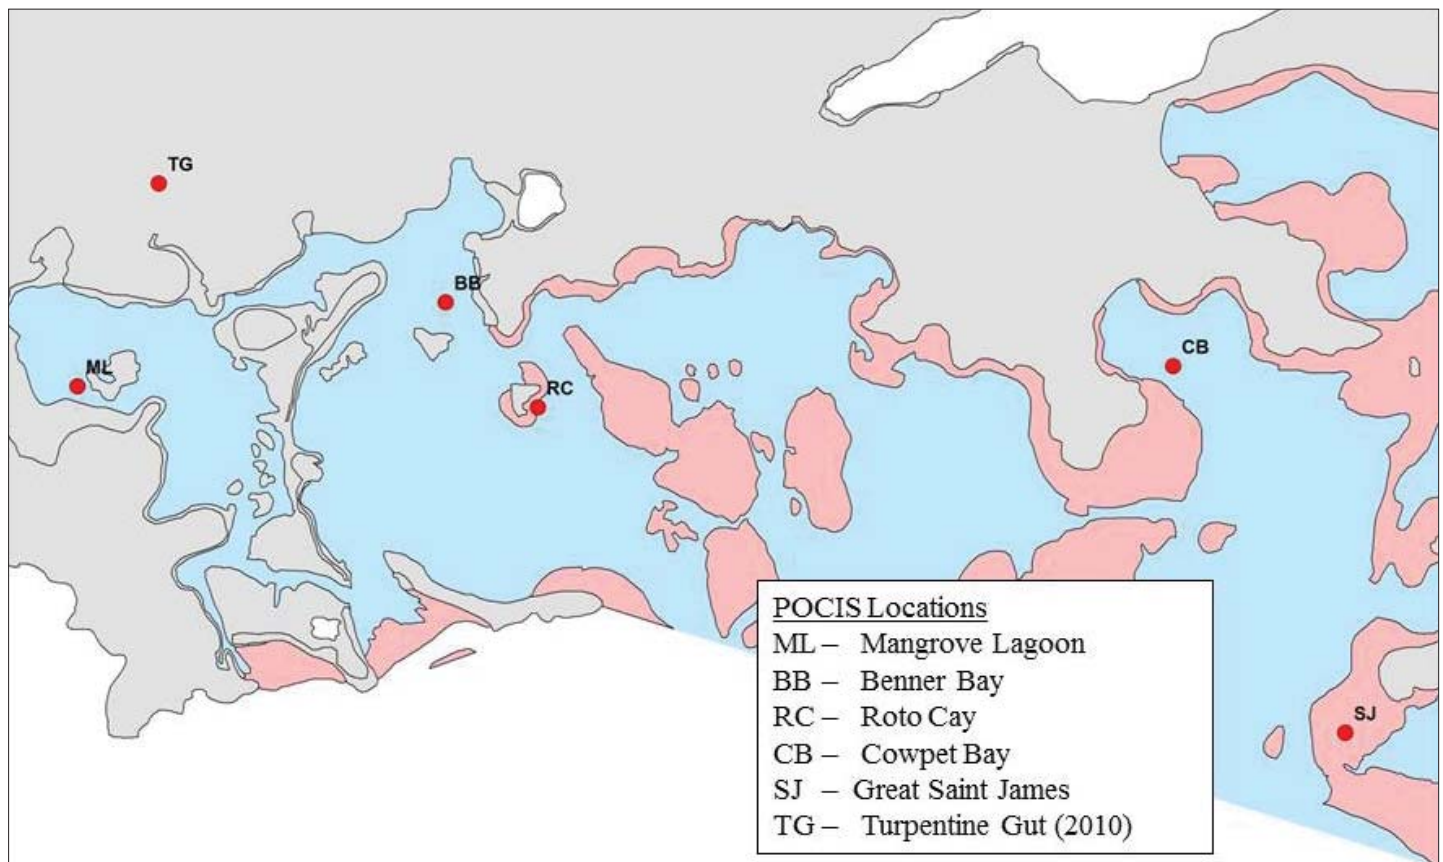 TG
BB
ML
RC
CB
SJ
POCIS Locations
ML – Mangrove Lagoon
BB – Benner Bay
RC – Roto Cay
CB – Cowpet Bay
SJ – Great Saint James
TG – Turpentine Gut (2010)